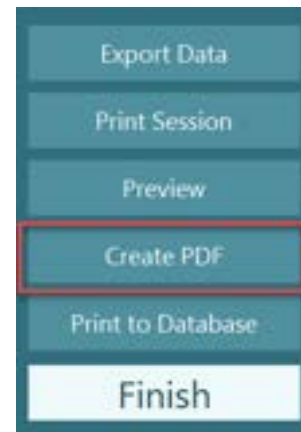 Export Data
Print Session
Preview
Create PDF
Print to Database
Finish